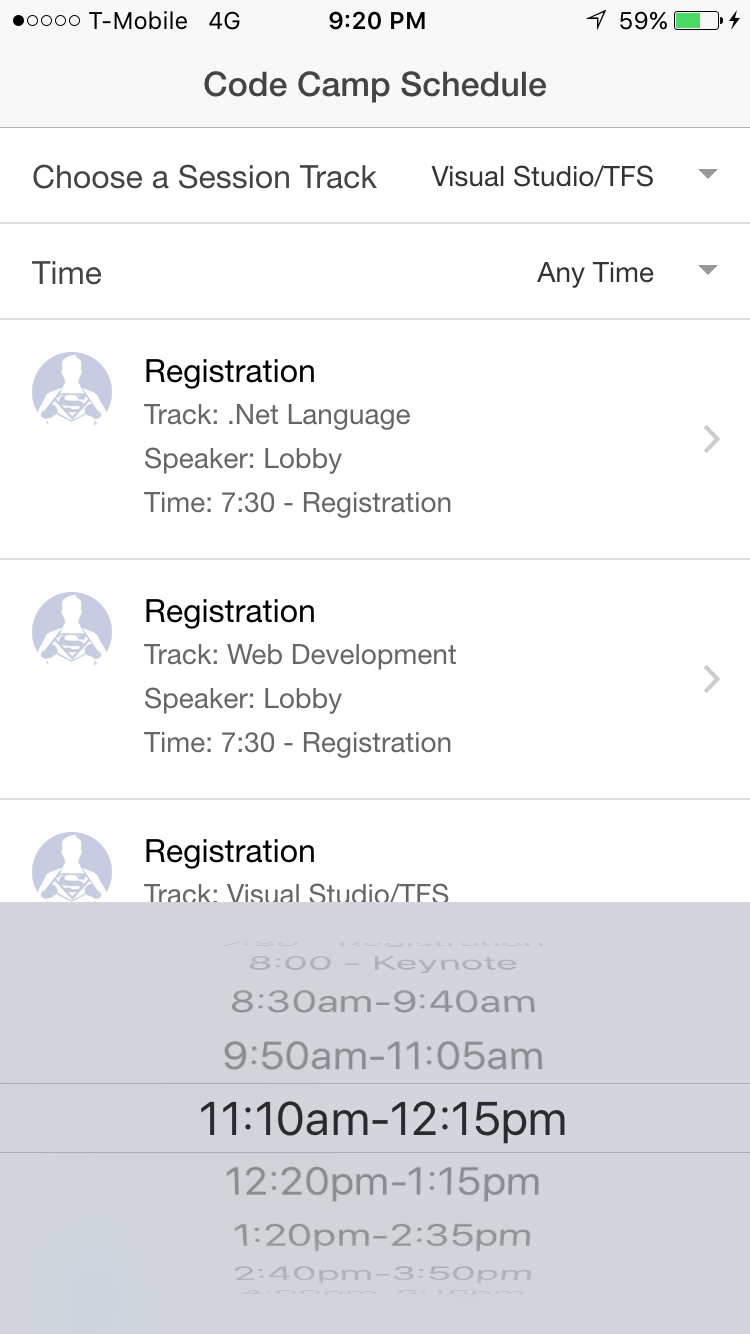 T-Mobile 4G 9:20 PM 59%
Code Camp Schedule
Choose a Session Track Visual Studio/TFS
Time Any Time
Registration
Track: .Net Language
Speaker: Lobby
Time: 7:30 - Registration
Registration
Track: Web Development
Speaker: Lobby
Time: 7:30 - Registration
Registration
Track: Visual Studio/TFS
7:30 - Registration
8:00 - Keynote
8:30am-9:40am
9:50am-11:05am
11:10am-12:15pm
12:20pm-1:15pm
1:20pm-2:35pm
2:40pm-3:50pm